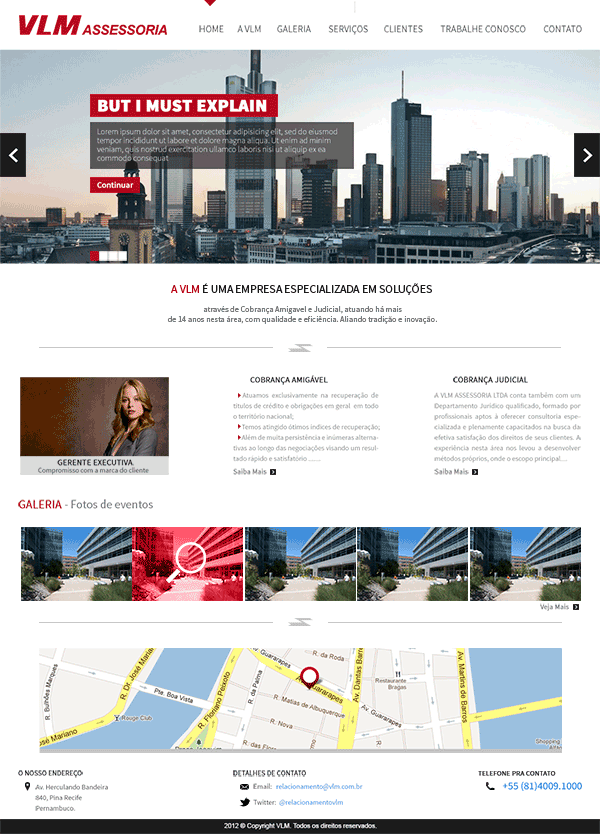 VLM ASSESSORIA
HOME A VLM GALERIA SERVIÇOS CLIENTES TRABALHE CONOSCO CONTATO
BUT I MUST EXPLAIN
Lorem ipsum dolor sit amet, consectetur adipisicing elit, sed do eiusmod
tempor incididunt ut labore et dolore magna aliqua. Ut enim ad minim
veniam, quis nostrud exercitation ullamco laboris nisi ut aliquip ex ea
commodo consequat
Continuar
A VLM É UMA EMPRESA ESPECIALIZADA EM SOLUÇÕES
através de Cobrança Amigavel e Judicial, atuando há mais
de 14 anos nesta área, com qualidade e eficiência. Aliando tradição e inovação.
GERENTE EXECUTIVA
Compromisso com a marca do cliente
COBRANÇA AMIGÁVEL
Atuamos exclusivamente na recuperação de
títulos de crédito e obrigações em geral em todo
o território nacional;
Temos atingido ótimos índices de recuperação;
Além de muita persistência e inúmeras alterna-
tivas ao longo das negociações visando um resul-
tado rápido e satisfatório ......
Saiba Mais
COBRANÇA JUDICIAL
A VLM ASSESSORIA LTDA conta também com um
Departamento Jurídico qualificado, formado por
profissionais aptos à oferecer consultoria espe-
cializada e plenamente capacitados na busca da
efetiva satisfação dos direitos de seus clientes. A
experiência nesta área nos levou a desenvolver
métodos próprios, onde o escopo principal...
Saiba Mais
GALERIA - Fotos de eventos
Veja Mais
R. Bulhões Marques
R. Dr. José Mariano
José Mariano
Rouge Club
Pte. Boa Vista
R. Floriano Peixoto
R. da Palma
R. da Roda
Av. Guararapes
Guararapes
R. Matias de Albuquerque
R. Nova
Av. Dantas Barreto
Restaurante
Bragas
Av. Martins de Barros
Shopping
O NOSSO ENDEREÇO
Av. Herculando Bandeira
840, Pina Recife
Pernambuco.
DETALHES DE CONTATO
Email: relacionamento@vlm.com.br
Twitter: @relacionamentovlm
TELEFONE PRA CONTATO
+55 (81)4009.1000
2012 © Copyright VLM. Todos os direitos reservados.